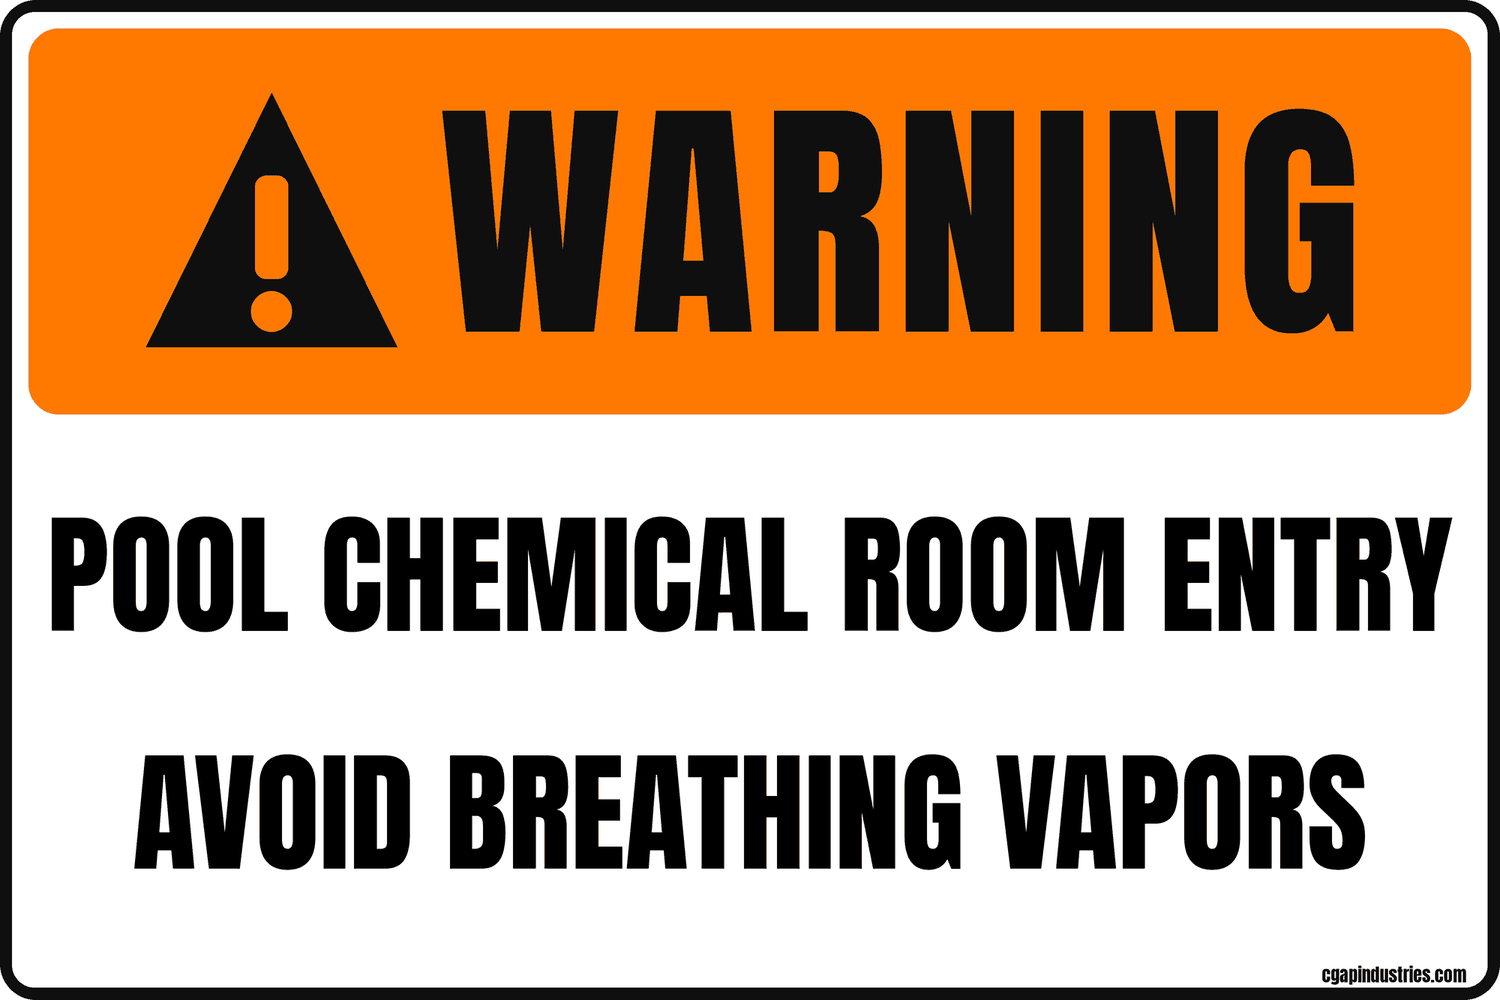 WARNING
POOL CHEMICAL ROOM ENTRY
AVOID BREATHING VAPORS
cgapindustries.com